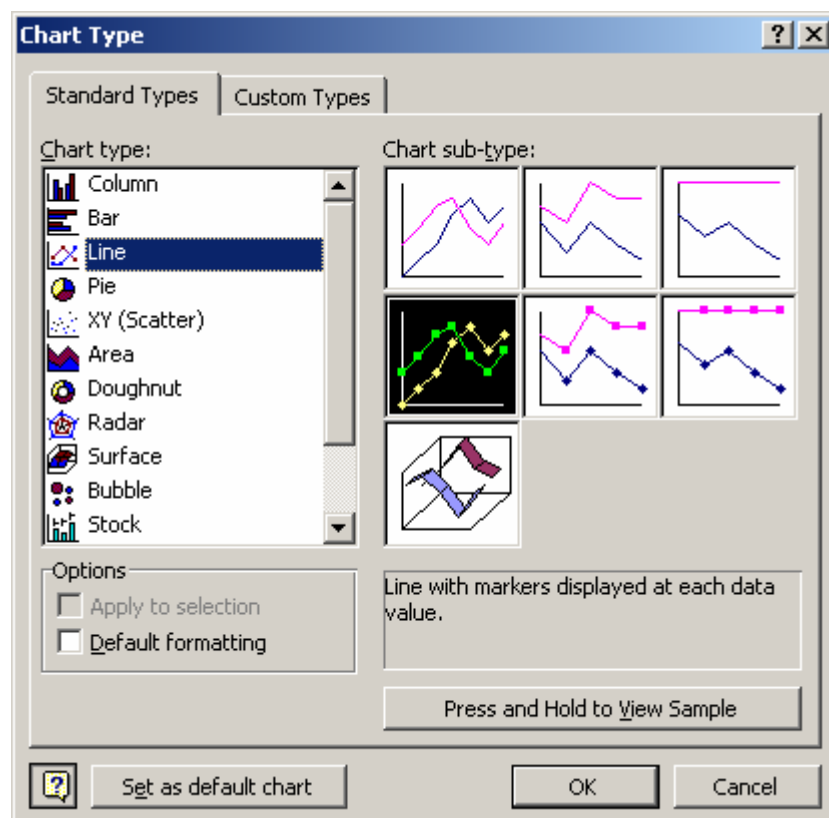 Chart Type
Standard Types
Custom Types
Chart type:
Column
Bar
Line
Pie
XY (Scatter)
Area
Doughnut
Radar
Surface
Bubble
Stock
Chart sub-type:
Options
Apply to selection
Default formatting
Line with markers displayed at each data
value.
Press and Hold to View Sample
Set as default chart
OK
Cancel